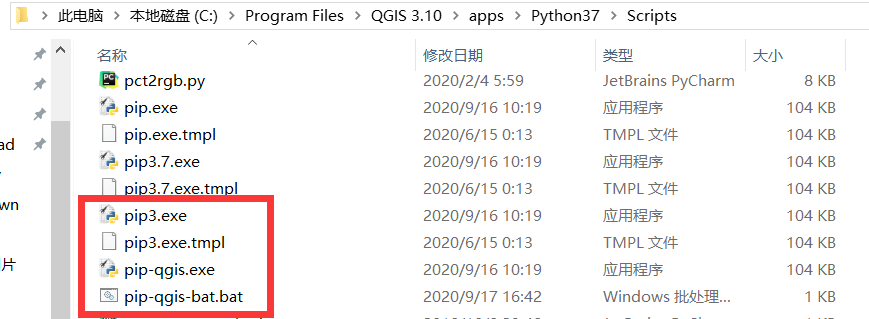 此电脑 > 本地磁盘 (C:) > Program Files > QGIS 3.10 > apps > Python37 > Scripts
名称 修改日期 类型 大小
pct2rgb.py 2020/2/4 5:59 JetBrains PyCharm 8 KB
pip.exe 2020/9/16 10:19 应用程序 104 KB
pip.exe.tmpl 2020/6/15 0:13 TMPL 文件 104 KB
pip3.7.exe 2020/9/16 10:19 应用程序 104 KB
pip3.7.exe.tmpl 2020/6/15 0:13 TMPL 文件 104 KB
ad
pip3.exe 2020/9/16 10:19 应用程序 104 KB
wn
pip3.exe.tmpl 2020/6/15 0:13 TMPL 文件 104 KB
片
pip-qgis.exe 2020/9/16 10:19 应用程序 104 KB
pip-qgis-bat.bat 2020/9/17 16:42 Windows 批处理... 1 KB